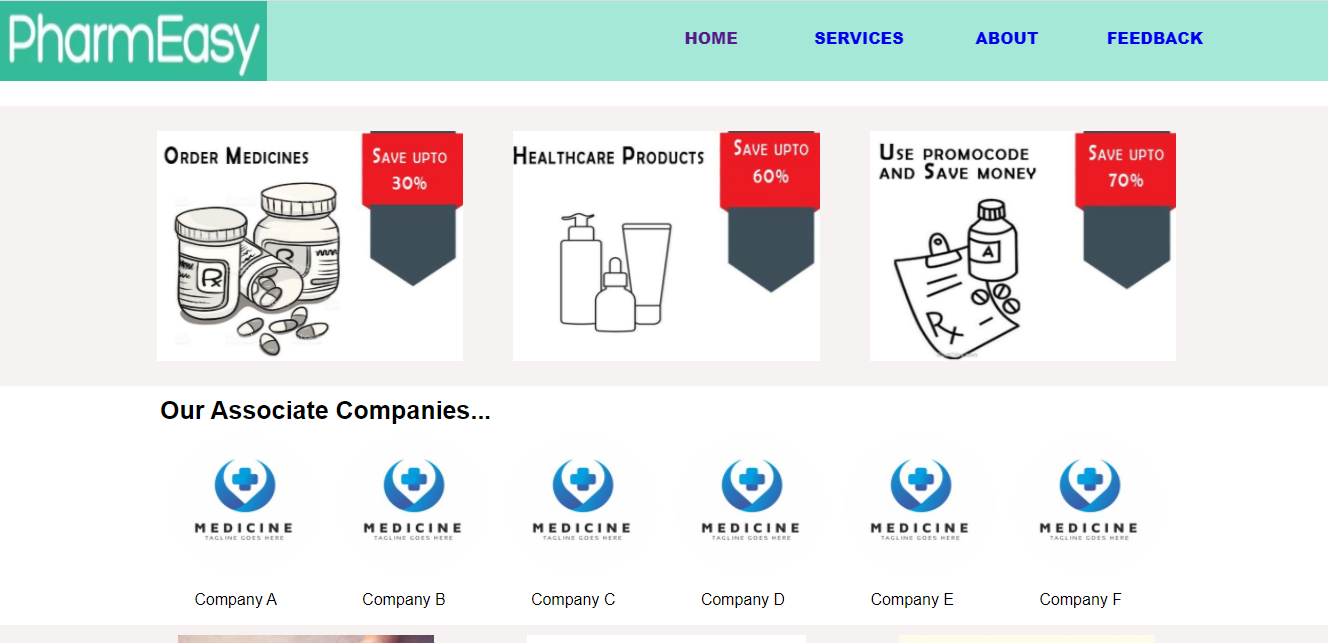 PharmEasy
HOME SERVICES ABOUT FEEDBACK
ORDER MEDICINES
SAVE UPTO
30%
Rx
HEALTHCARE PRODUCTS
SAVE UPTO
60%
USE PROMOCODE
AND SAVE MONEY
SAVE UPTO
70%
A
Rx
Our Associate Companies...
MEDICINE
TAGLINE GOES HERE
MEDICINE
TAGLINE GOES HERE
MEDICINE
TAGLINE GOES HERE
MEDICINE
TAGLINE GOES HERE
MEDICINE
TAGLINE GOES HERE
MEDICINE
TAGLINE GOES HERE
Company A
Company B
Company C
Company D
Company E
Company F